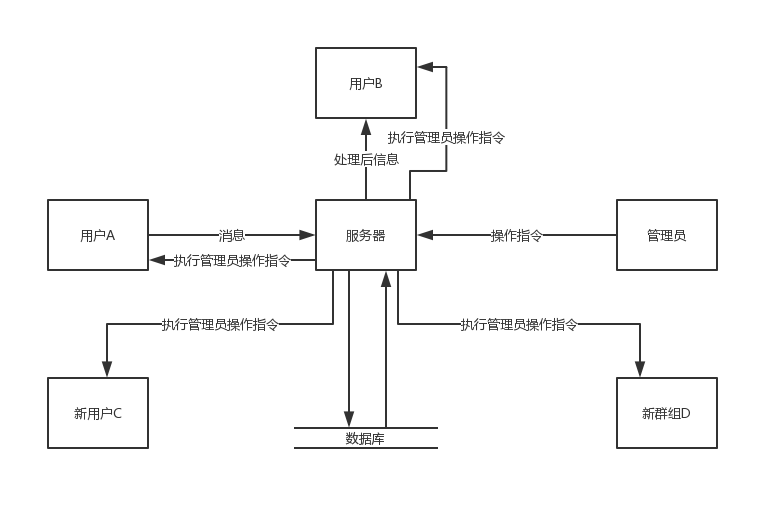 用户B
执行管理员操作指令
处理后信息
用户A
消息
服务器
操作指令
管理员
执行管理员操作指令
执行管理员操作指令
执行管理员操作指令
新用户C
数据库
新群组D